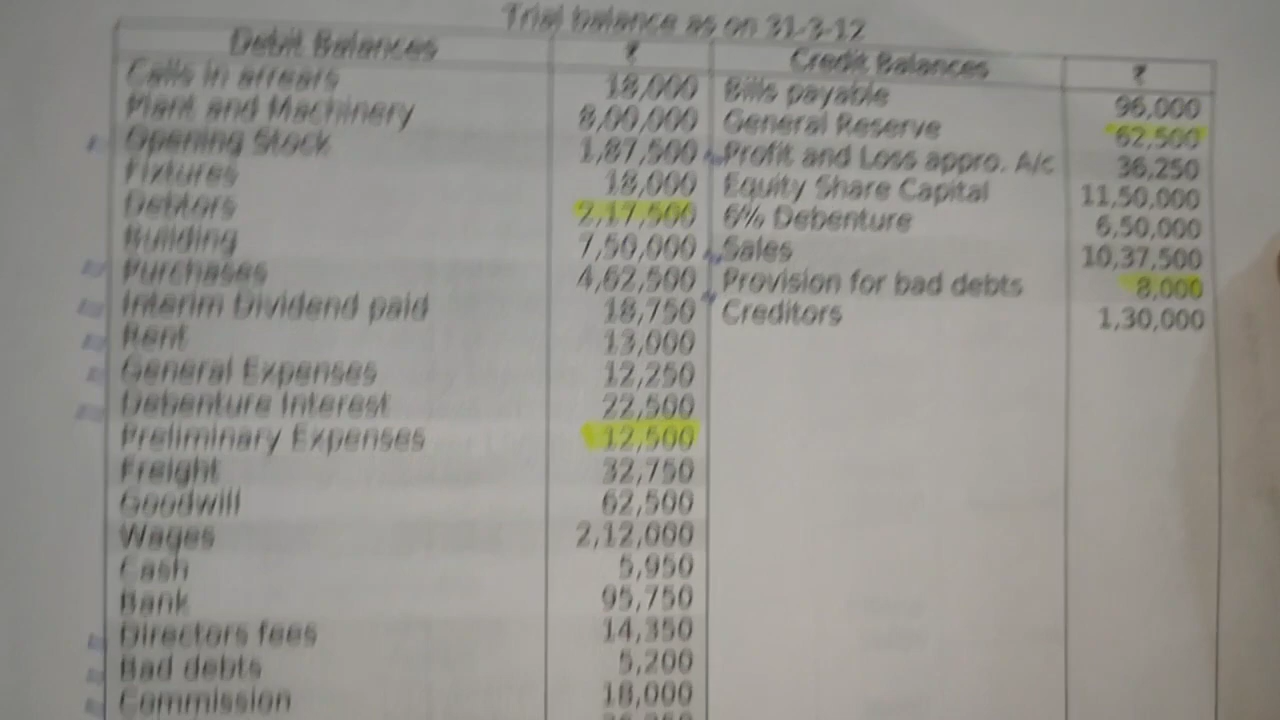 Trial balance as on 31-3-12
Debit Balances ₹ Credit Balances ₹
Calls in arrears 18,000 Bills payable 96,000
Plant and Machinery 8,00,000 General Reserve 62,500
Opening Stock 1,87,500 Profit and Loss appro. A/c 36,250
Fixtures 18,000 Equity Share Capital 11,50,000
Debtors 2,17,500 6% Debenture 6,50,000
Building 7,50,000 Sales 10,37,500
Purchases 4,62,500 Provision for bad debts 8,000
Interim Dividend paid 18,750 Creditors 1,30,000
Rent 13,000
General Expenses 12,250
Debenture Interest 22,500
Preliminary Expenses 12,500
Freight 32,750
Goodwill 62,500
Wages 2,12,000
Cash 5,950
Bank 95,750
Directors fees 14,350
Bad debts 5,200
Commission 18,000